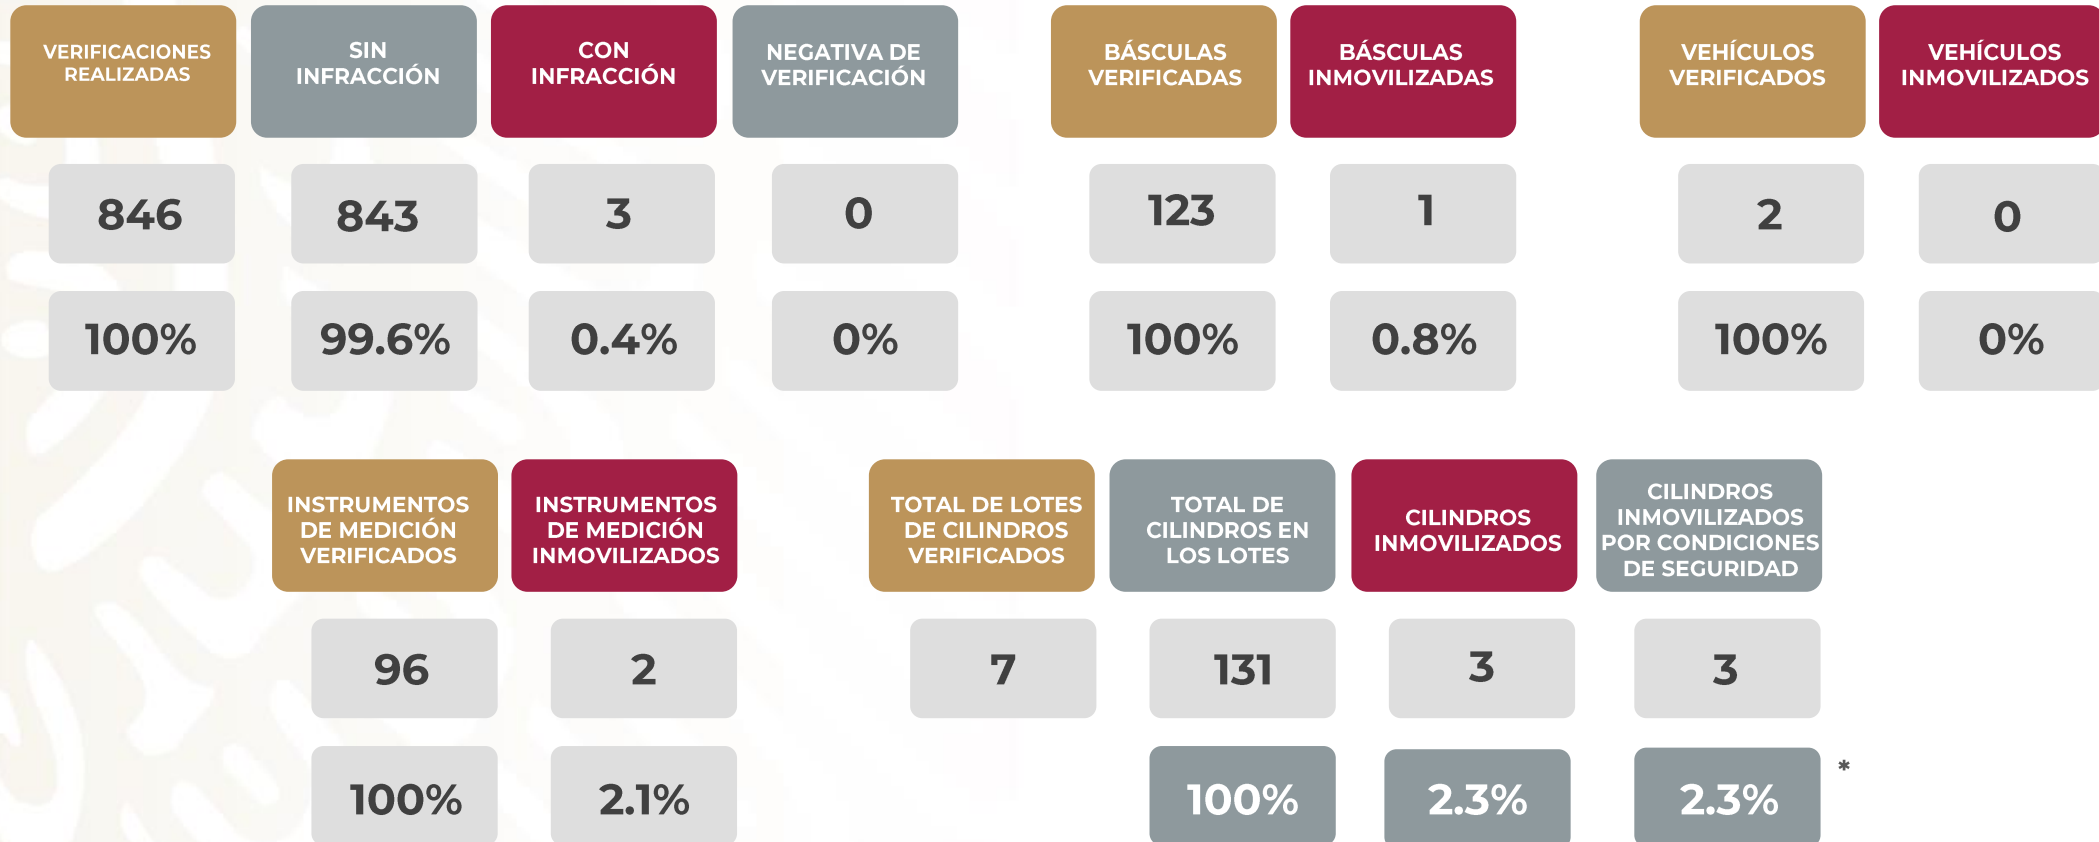 VERIFICACIONES
REALIZADAS
SIN
INFRACCIÓN
CON
INFRACCIÓN
NEGATIVA DE
VERIFICACIÓN
BÁSCULAS
VERIFICADAS
BÁSCULAS
INMOVILIZADAS
VEHÍCULOS
VERIFICADOS
VEHÍCULOS
INMOVILIZADOS
846
843
3
0
123
1
2
0
100%
99.6%
0.4%
0%
100%
0.8%
100%
0%
INSTRUMENTOS
DE MEDICIÓN
VERIFICADOS
INSTRUMENTOS
DE MEDICIÓN
INMOVILIZADOS
TOTAL DE LOTES
DE CILINDROS
VERIFICADOS
TOTAL DE
CILINDROS EN
LOS LOTES
CILINDROS
INMOVILIZADOS
CILINDROS
INMOVILIZADOS
POR CONDICIONES
DE SEGURIDAD
96
2
7
131
3
3
100%
2.1%
100%
2.3%
2.3%
*